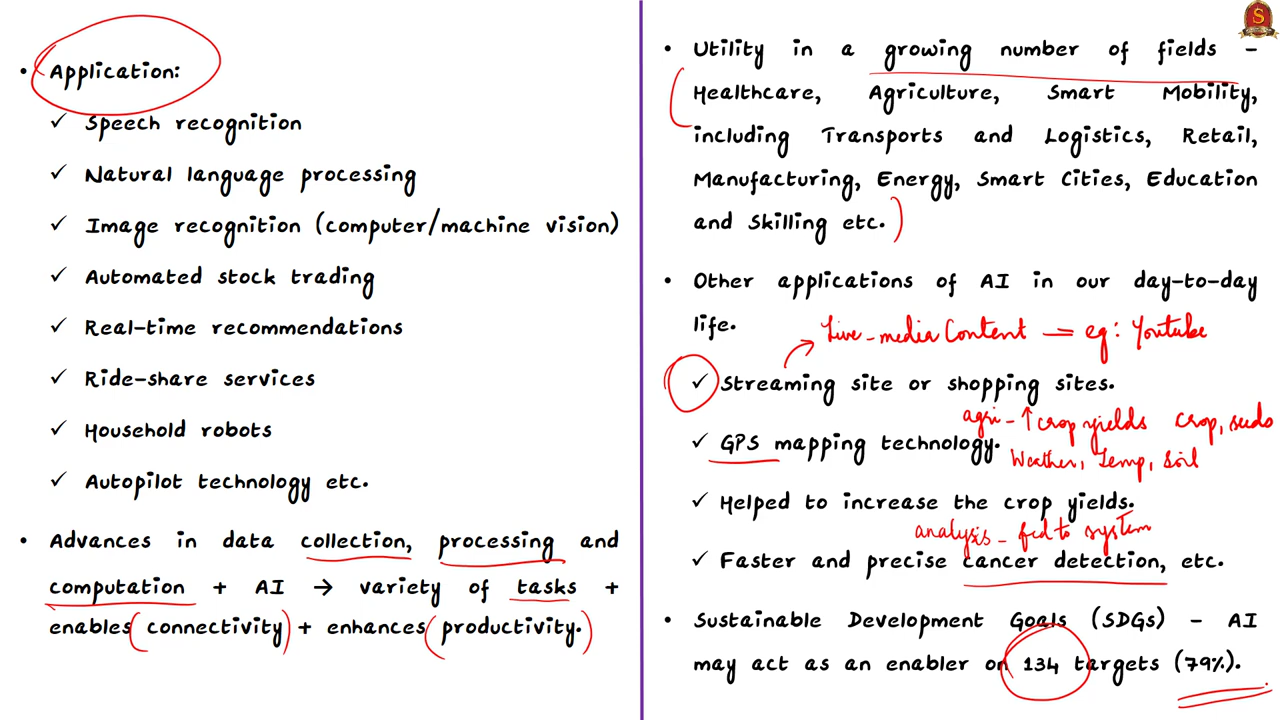 • Application:
✓ Speech recognition
✓ Natural language processing
✓ Image recognition (computer/machine vision)
✓ Automated stock trading
✓ Real-time recommendations
✓ Ride-share services
✓ Household robots
✓ Autopilot technology etc.
• Advances in data collection, processing and
computation + AI → variety of tasks +
enables (connectivity) + enhances (productivity.)
S
• Utility in a growing number of fields -
(Healthcare, Agriculture, Smart Mobility,
including Transports and Logistics, Retail,
Manufacturing, Energy, Smart Cities, Education
and Skilling etc.)
• Other applications of AI in our day-to-day
life.
Live-media Content — eg: Youtube
✓ Streaming site or shopping sites.
agri - ↑ crop yields crop, seeds
✓ GPS mapping technology.
Weather, Temp, Soil
✓ Helped to increase the crop yields.
analysis - fed to system
✓ Faster and precise cancer detection, etc.
• Sustainable Development Goals (SDGs) - AI
may act as an enabler on 134 targets (79%).